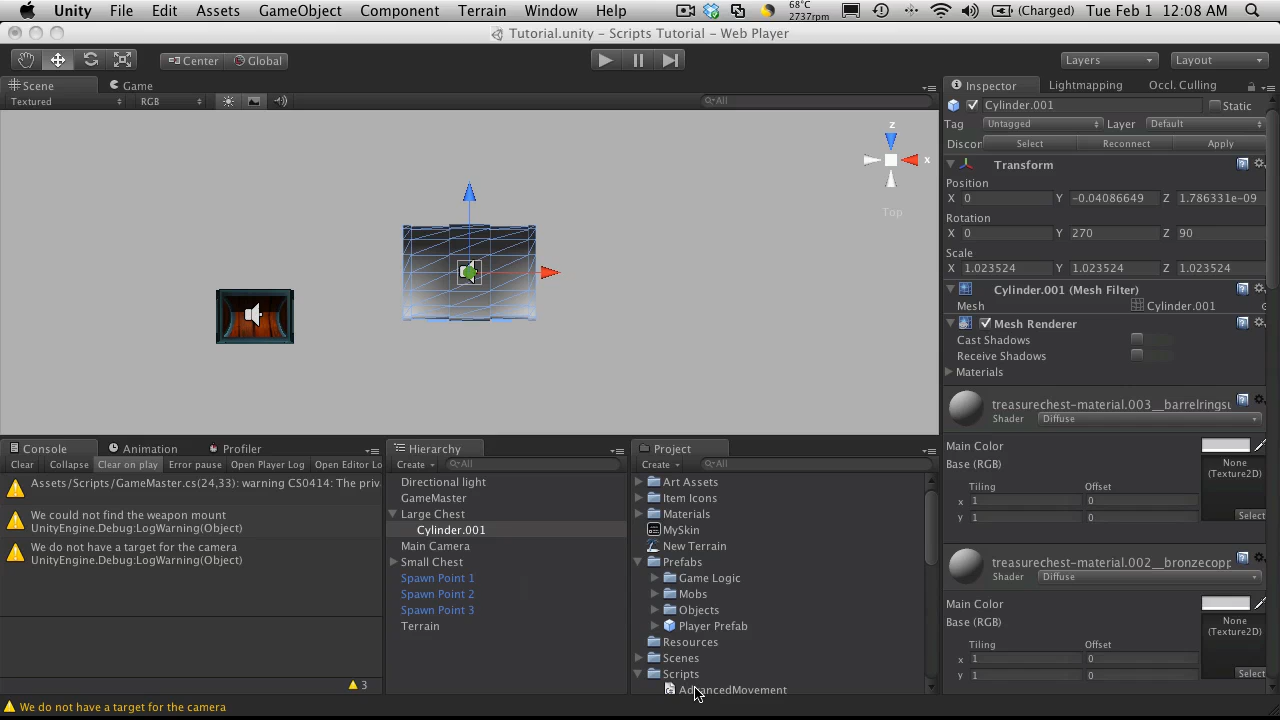 Unity File Edit Assets GameObject Component Terrain Window Help 68°C 2737rpm (Charged) Tue Feb 1 12:08 AM
Tutorial.unity - Scripts Tutorial - Web Player
Center Global Layers Layout
Scene Game
Textured RGB All
z
x
Top
Inspector Lightmapping Occl. Culling
Cylinder.001 Static
Tag Untagged Layer Default
Discor Select Reconnect Apply
Transform
Position
X 0 Y -0.04086649 Z 1.786331e-09
Rotation
X 0 Y 270 Z 90
Scale
X 1.023524 Y 1.023524 Z 1.023524
Cylinder.001 (Mesh Filter)
Mesh Cylinder.001
Mesh Renderer
Cast Shadows
Receive Shadows
Materials
treasurechest-material.003__barrelringsu
Shader Diffuse
Main Color
Base (RGB) None
(Texture2D)
Tiling Offset
x 1 0
y 1 0
Select
treasurechest-material.002__bronzecopp
Shader Diffuse
Main Color
Base (RGB) None
(Texture2D)
Tiling Offset
x 1 0
y 1 0
Select
Console Animation Profiler
Clear Collapse Clear on play Error pause Open Player Log Open Editor Lo
Assets/Scripts/GameMaster.cs(24,33): warning CS0414: The priv
We could not find the weapon mount
UnityEngine.Debug:LogWarning(Object)
We do not have a target for the camera
UnityEngine.Debug:LogWarning(Object)
3
Hierarchy
Create All
Directional light
GameMaster
Large Chest
Cylinder.001
Main Camera
Small Chest
Spawn Point 1
Spawn Point 2
Spawn Point 3
Terrain
Project
Create All
Art Assets
Item Icons
Materials
MySkin
New Terrain
Prefabs
Game Logic
Mobs
Objects
Player Prefab
Resources
Scenes
Scripts
AdvancedMovement
We do not have a target for the camera